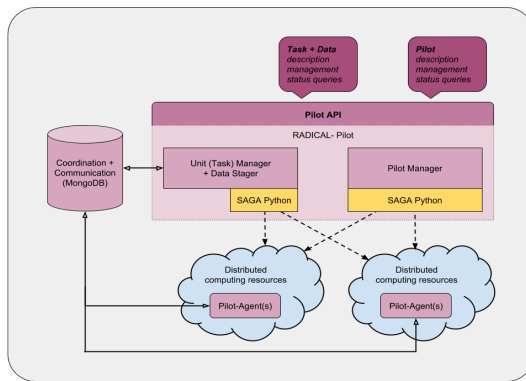 Task + Data
description
management
status queries
Pilot
description
management
status queries
Pilot API
RADICAL- Pilot
Coordination +
Communication
(MongoDB)
Unit (Task) Manager
+ Data Stager
Pilot Manager
SAGA Python
SAGA Python
Distributed
computing resources
Distributed
computing resources
Pilot-Agent(s)
Pilot-Agent(s)